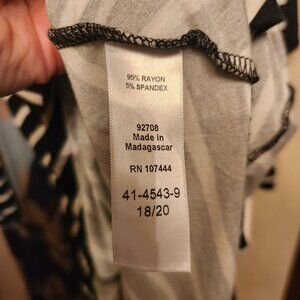 95% RAYON
5% SPANDEX
92708
Made in
Madagascar
RN 107444
41-4543-9
18/20